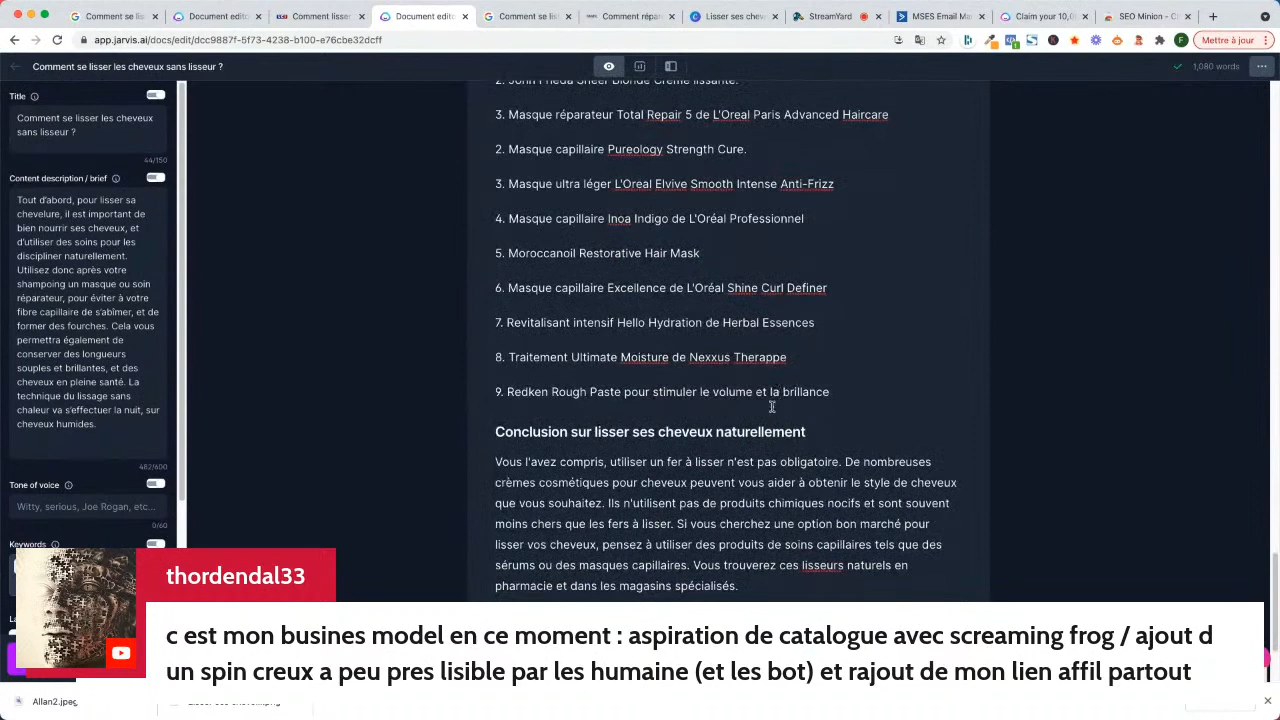 Comment se li
Document edito
Comment lisser
Document edito
Comment se liss
Comment répar
Lisser ses chev
StreamYard
MSES Email Ma
Claim your 10,0
SEO Minion - C
app.jarvis.ai/docs/edit/dcc9887f-5f73-4238-b100-e76cbe32dcff
Mettre à jour
Comment se lisser les cheveux sans lisseur ?
1,080 words
Title
Comment se lisser les cheveux
sans lisseur ?
44/150
Content description / brief
Tout d'abord, pour lisser sa
chevelure, il est important de
bien nourrir ses cheveux, et
d'utiliser des soins pour les
discipliner naturellement.
Utilisez donc après votre
shampoing un masque ou soin
réparateur, pour éviter à votre
fibre capillaire de s'abîmer, et de
former des fourches. Cela vous
permettra également de
conserver des longueurs
souples et brillantes, et des
cheveux en pleine santé. La
technique du lissage sans
chaleur va s'effectuer la nuit, sur
cheveux humides.
482/600
Tone of voice
Witty, serious, Joe Rogan, etc...
0/60
Keywords
2. John Frieda Sheer Blonde Crème lissante.
3. Masque réparateur Total Repair 5 de L'Oreal Paris Advanced Haircare
2. Masque capillaire Pureology Strength Cure.
3. Masque ultra léger L'Oreal Elvive Smooth Intense Anti-Frizz
4. Masque capillaire Inoa Indigo de L'Oréal Professionnel
5. Moroccanoil Restorative Hair Mask
6. Masque capillaire Excellence de L'Oréal Shine Curl Definer
7. Revitalisant intensif Hello Hydration de Herbal Essences
8. Traitement Ultimate Moisture de Nexxus Therappe
9. Redken Rough Paste pour stimuler le volume et la brillance
Conclusion sur lisser ses cheveux naturellement
Vous l'avez compris, utiliser un fer à lisser n'est pas obligatoire. De nombreuses
crèmes cosmétiques pour cheveux peuvent vous aider à obtenir le style de cheveux
que vous souhaitez. Ils n'utilisent pas de produits chimiques nocifs et sont souvent
moins chers que les fers à lisser. Si vous cherchez une option bon marché pour
lisser vos cheveux, pensez à utiliser des produits de soins capillaires tels que des
sérums ou des masques capillaires. Vous trouverez ces lisseurs naturels en
pharmacie et dans les magasins spécialisés.
thordendal33
c est mon busines model en ce moment : aspiration de catalogue avec screaming frog / ajout d
un spin creux a peu pres lisible par les humaine (et les bot) et rajout de mon lien affil partout
Allan2.jpeg